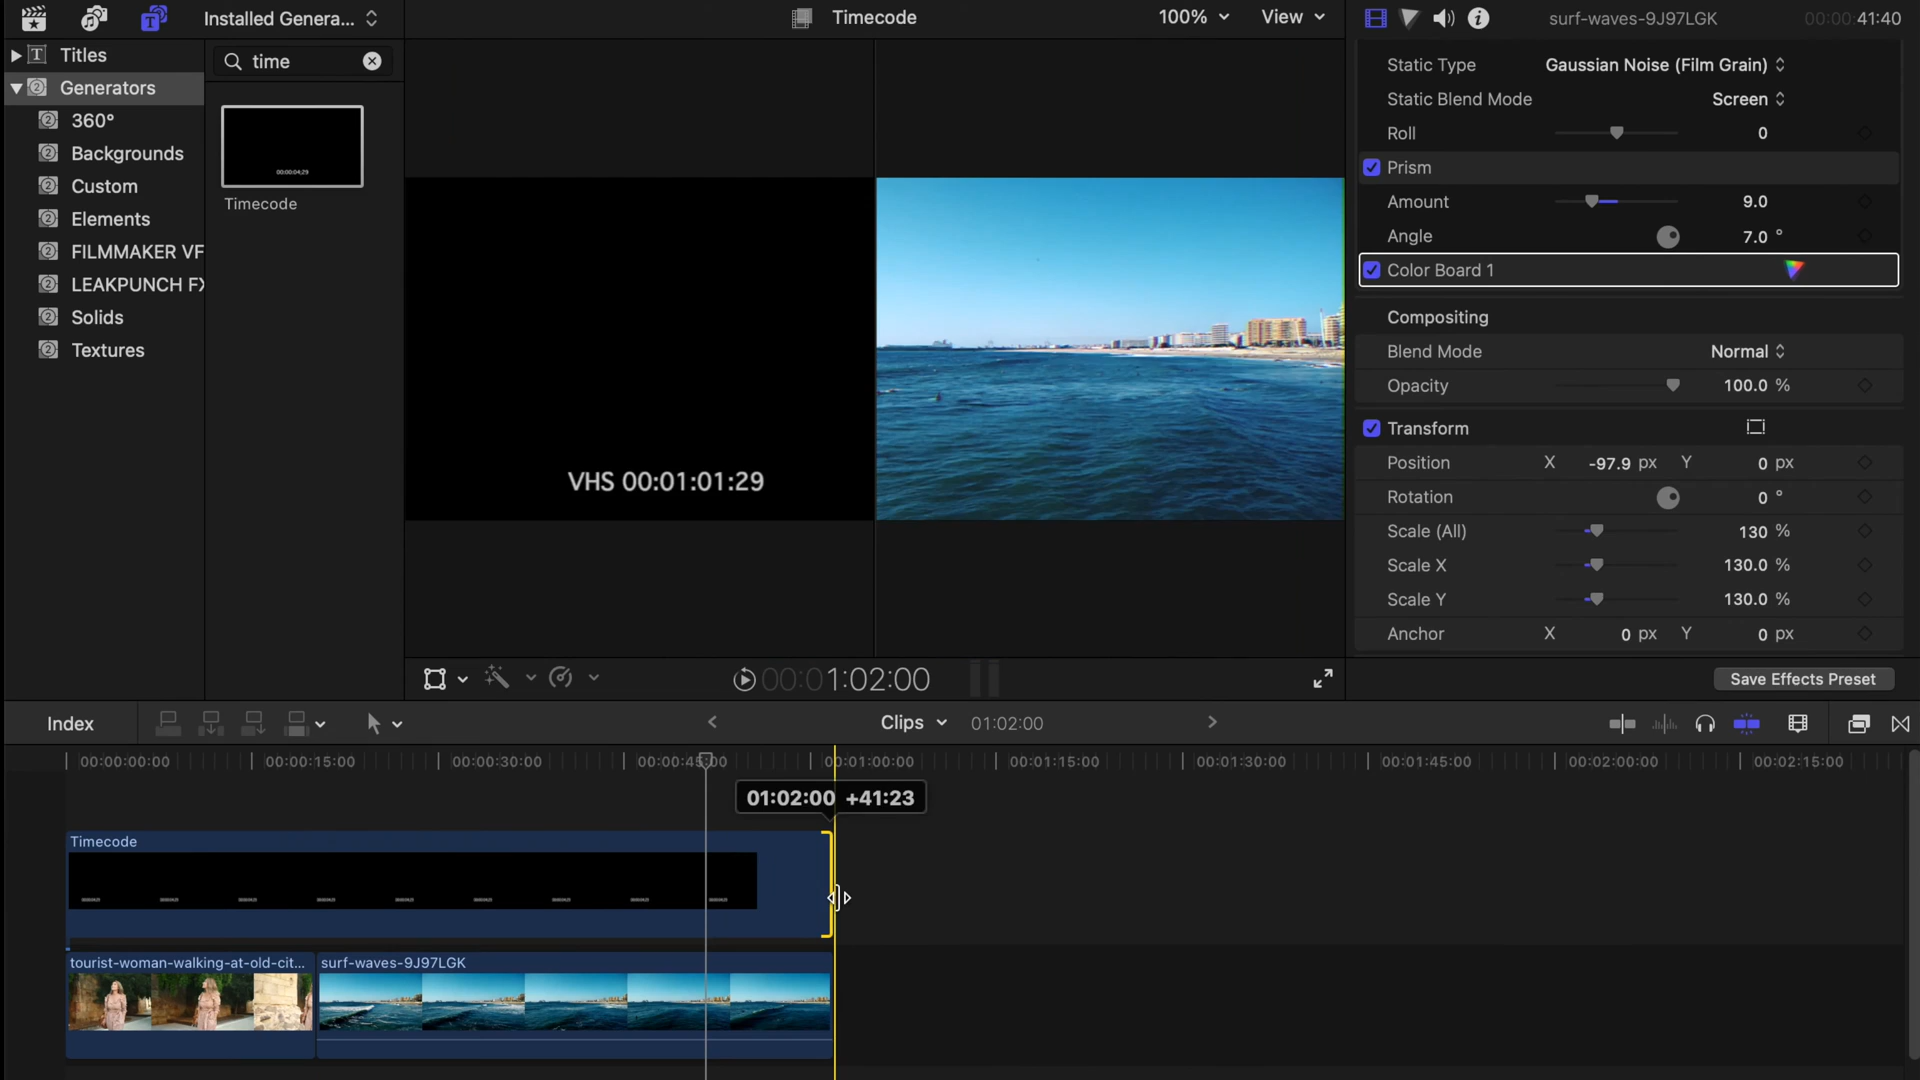 Installed Genera...
Timecode
100%
View
surf-waves-9J97LGK
00:00:41:40
Titles
Generators
360°
Backgrounds
Custom
Elements
FILMMAKER VF
LEAKPUNCH FX
Solids
Textures
time
00:00:04:29
Timecode
VHS 00:01:01:29
Static Type Gaussian Noise (Film Grain)
Static Blend Mode Screen
Roll 0
Prism
Amount 9.0
Angle 7.0 °
Color Board 1
Compositing
Blend Mode Normal
Opacity 100.0 %
Transform
Position X -97.9 px Y 0 px
Rotation 0 °
Scale (All) 130 %
Scale X 130.0 %
Scale Y 130.0 %
Anchor X 0 px Y 0 px
Save Effects Preset
00:01:02:00
Index
Clips
01:02:00
00:00:00:00 00:00:15:00 00:00:30:00 00:00:45:00 00:01:00:00 00:01:15:00 00:01:30:00 00:01:45:00 00:02:00:00 00:02:15:00
01:02:00 +41:23
Timecode
tourist-woman-walking-at-old-cit...
surf-waves-9J97LGK